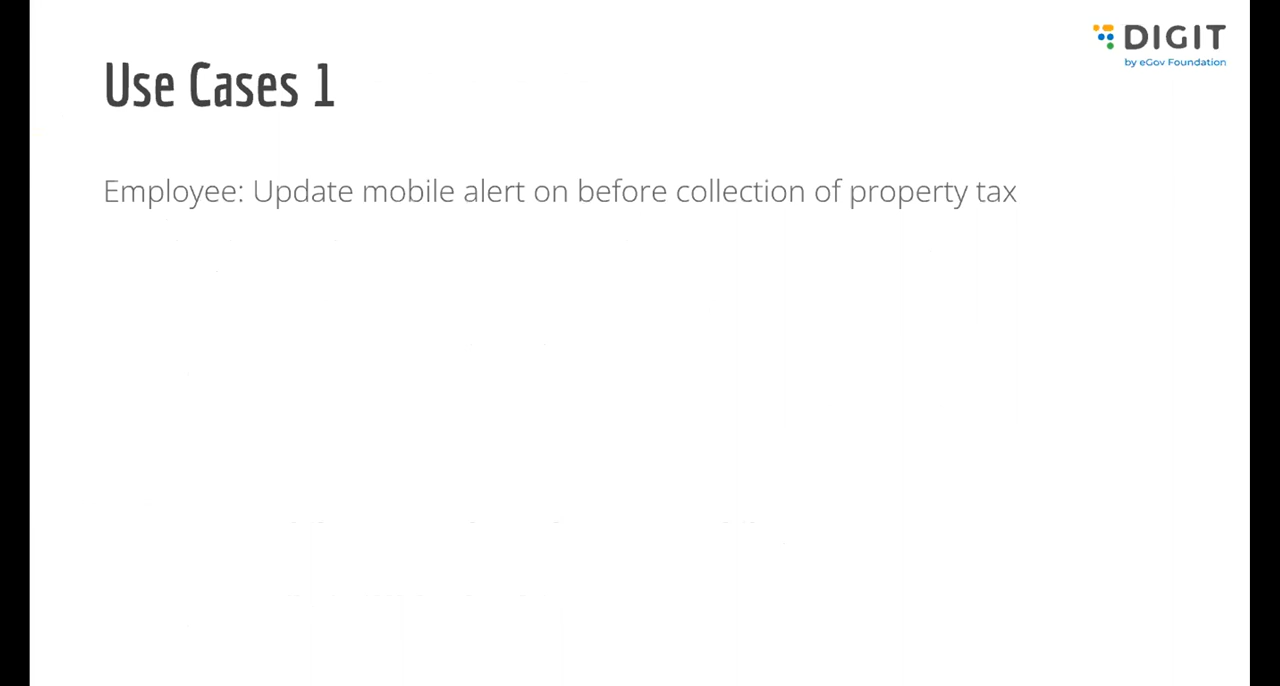 DIGIT
by eGov Foundation
Use Cases 1
Employee: Update mobile alert on before collection of property tax